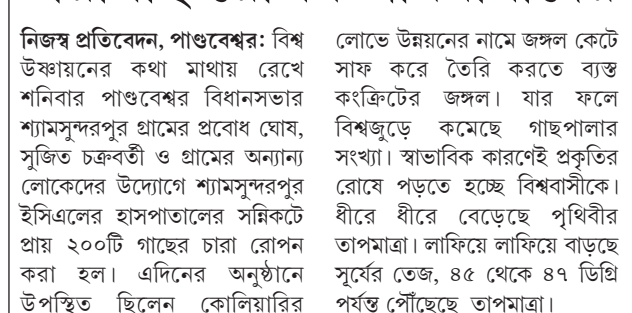 নিজস্ব প্রতিবেদন, পাণ্ডবেশ্বর: বিশ্ব
উষ্ণায়নের কথা মাথায় রেখে
শনিবার পাণ্ডবেশ্বর বিধানসভার
শ্যামসুন্দরপুর গ্রামের প্রবোধ ঘোষ,
সুজিত চক্রবর্তী ও গ্রামের অন্যান্য
লোকেদের উদ্যোগে শ্যামসুন্দরপুর
ইসিএলের হাসপাতালের সন্নিকটে
প্রায় ২০০টি গাছের চারা রোপন
করা হল। এদিনের অনুষ্ঠানে
উপস্থিত ছিলেন কোলিয়ারির
লোভে উন্নয়নের নামে জঙ্গল কেটে
সাফ করে তৈরি করতে ব্যস্ত
কংক্রিটের জঙ্গল। যার ফলে
বিশ্বজুড়ে কমেছে গাছপালার
সংখ্যা। স্বাভাবিক কারণেই প্রকৃতির
রোষে পড়তে হচ্ছে বিশ্ববাসীকে।
ধীরে ধীরে বেড়েছে পৃথিবীর
তাপমাত্রা। লাফিয়ে লাফিয়ে বাড়ছে
সূর্যের তেজ, ৪৫ থেকে ৪৭ ডিগ্রি
পর্যন্ত পৌঁছেছে তাপমাত্রা।